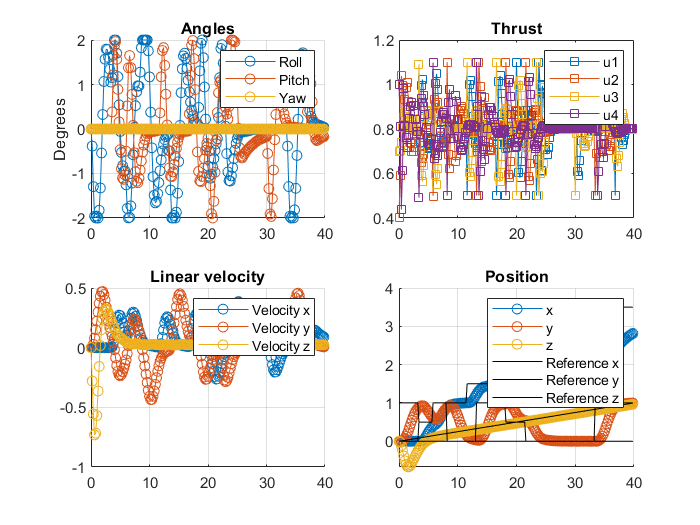 Angles
2
1
0
-1
-2
Degrees
0 10 20 30 40
Roll
Pitch
Yaw
Thrust
1.2
1
0.8
0.6
0.4
0 10 20 30 40
u1
u2
u3
u4
Linear velocity
0.5
0
-0.5
-1
0 10 20 30 40
Velocity x
Velocity y
Velocity z
Position
4
3
2
1
0
0 10 20 30 40
x
y
z
Reference x
Reference y
Reference z